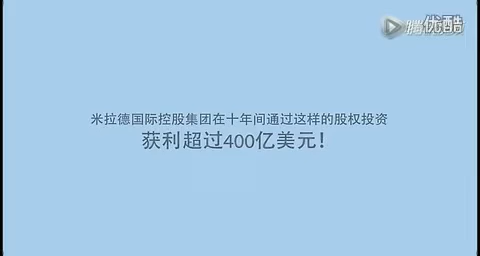 优酷
米拉德国际控股集团在十年间通过这样的股权投资
获利超过400亿美元!